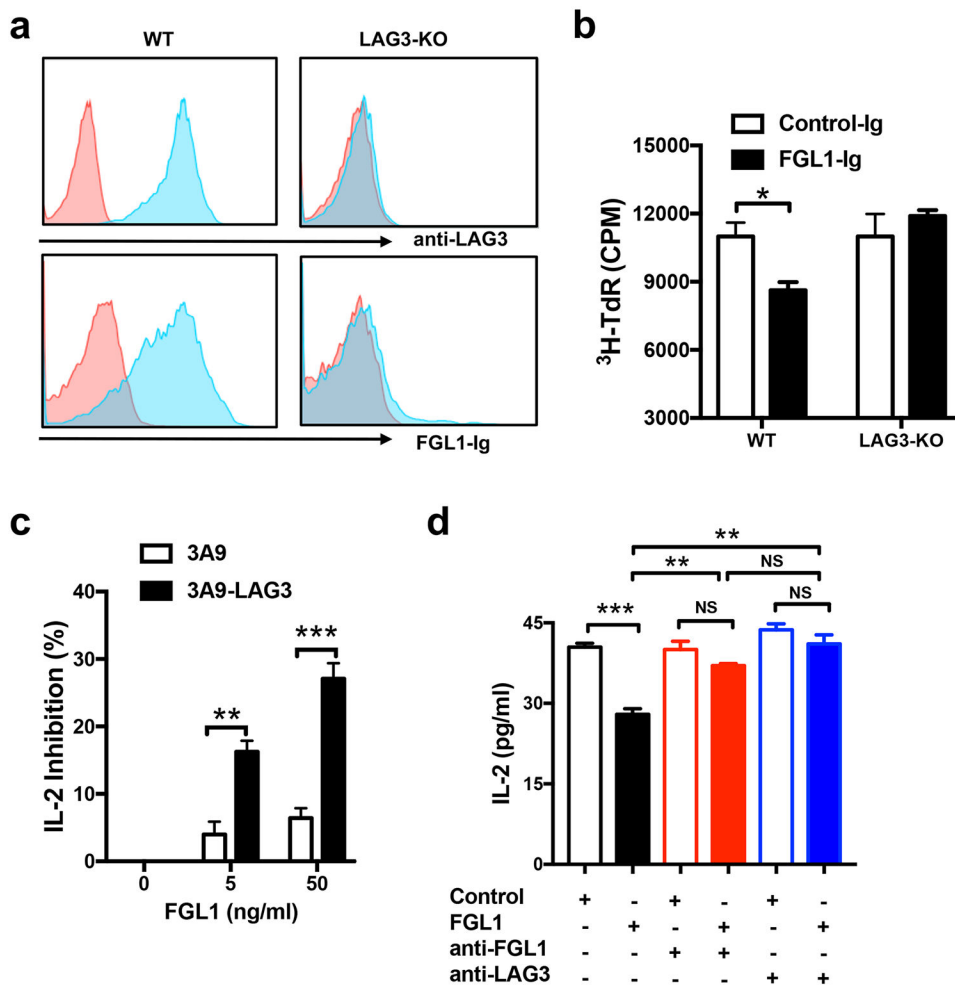 a
WT LAG3-KO
anti-LAG3
FGL1-Ig
b
Control-Ig
FGL1-Ig
15000
12000
9000
6000
3000
³H-TdR (CPM)
*
WT LAG3-KO
c
3A9
3A9-LAG3
40
30
20
10
0
IL-2 Inhibition (%)
** ***
0 5 50
FGL1 (ng/ml)
d
**
** NS
*** NS NS
45
30
15
0
IL-2 (pg/ml)
Control + - + - + -
FGL1 - + - + - +
anti-FGL1 - - + + - -
anti-LAG3 - - - - + +